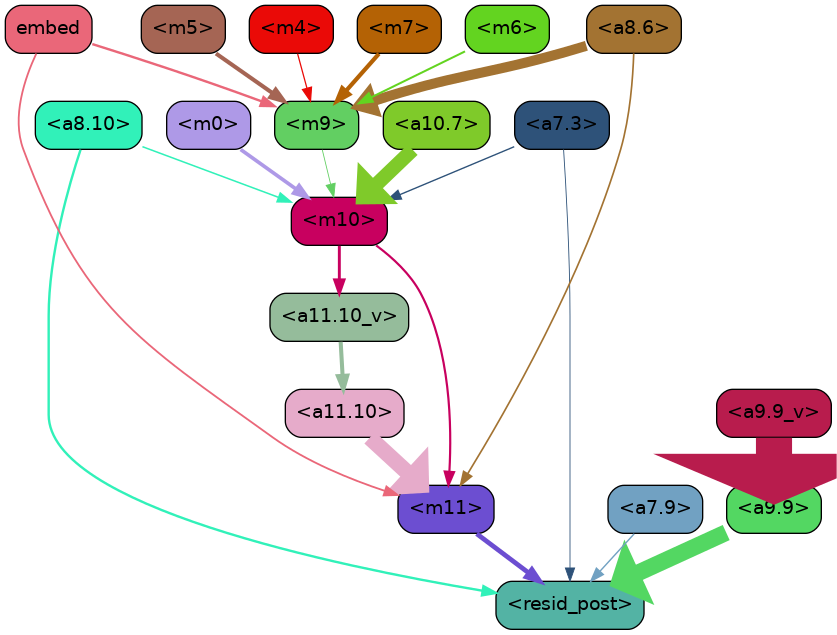 embed
<m5>
<m4>
<m7>
<m6>
<a8.6>
<a8.10>
<m0>
<m9>
<a10.7>
<a7.3>
<m10>
<a11.10_v>
<a11.10>
<a9.9_v>
<m11>
<a7.9>
<a9.9>
<resid_post>